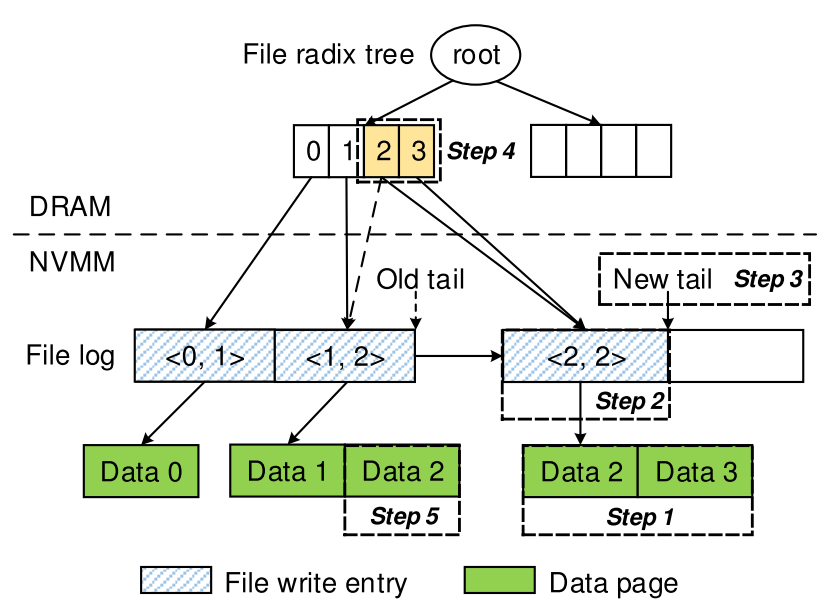 File radix tree
root
0 1 2 3
Step 4
DRAM
NVMM
Old tail
New tail
Step 3
File log
<0, 1>
<1, 2>
<2, 2>
Step 2
Data 0
Data 1
Data 2
Data 2
Data 3
Step 5
Step 1
File write entry
Data page